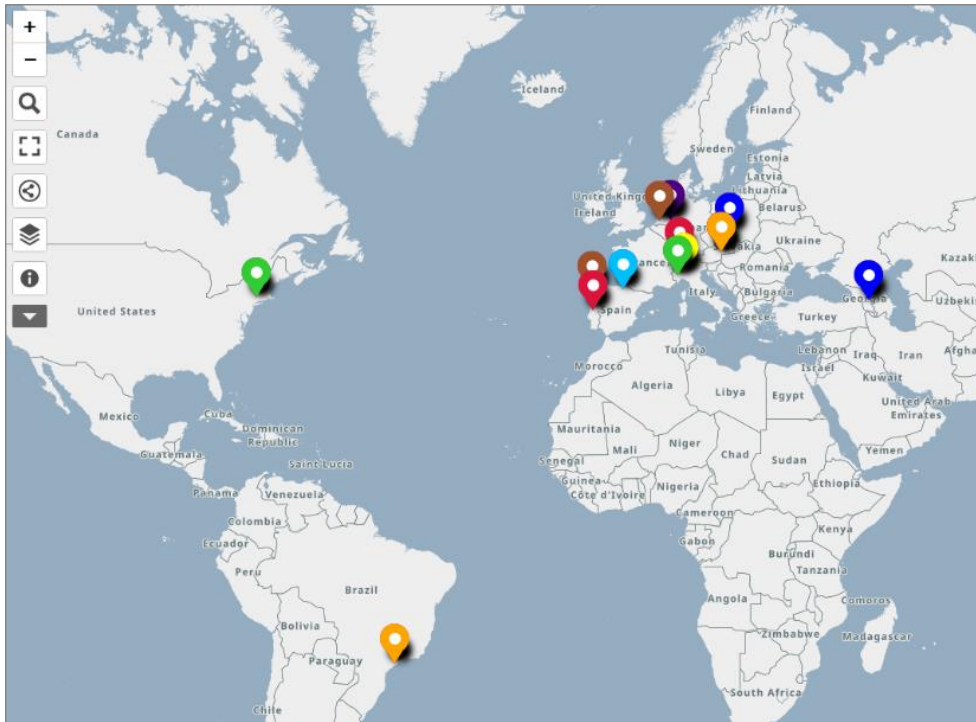 +
−
Iceland
Finland
Canada
Sweden
Estonia
Latvia
Lithuania
United King
Ireland
Belarus
Ukraine
Kazak
Romania
Italy
Bulgaria
Georgia
Uzbeki
United States
Spain
Greece
Turkey
Morocco
Tunisia
Lebanon
Israel
Iraq
Iran
Afgha
Algeria
Libya
Egypt
Kuwait
Mexico
Cuba
Dominican
Republic
Mauritania
Mali
Niger
Chad
Sudan
United Arab
Emirates
Yemen
Guatemala
Saint Lucia
Senegal
Guinea
Côte d'Ivoire
Nigeria
Ethiopia
Panama
Venezuela
Cameroon
Colombia
Gabon
Kenya
Ecuador
Burundi
Tanzania
Peru
Brazil
Angola
Comoros
Bolivia
Zimbabwe
Madagascar
Paraguay
South Africa
Chile